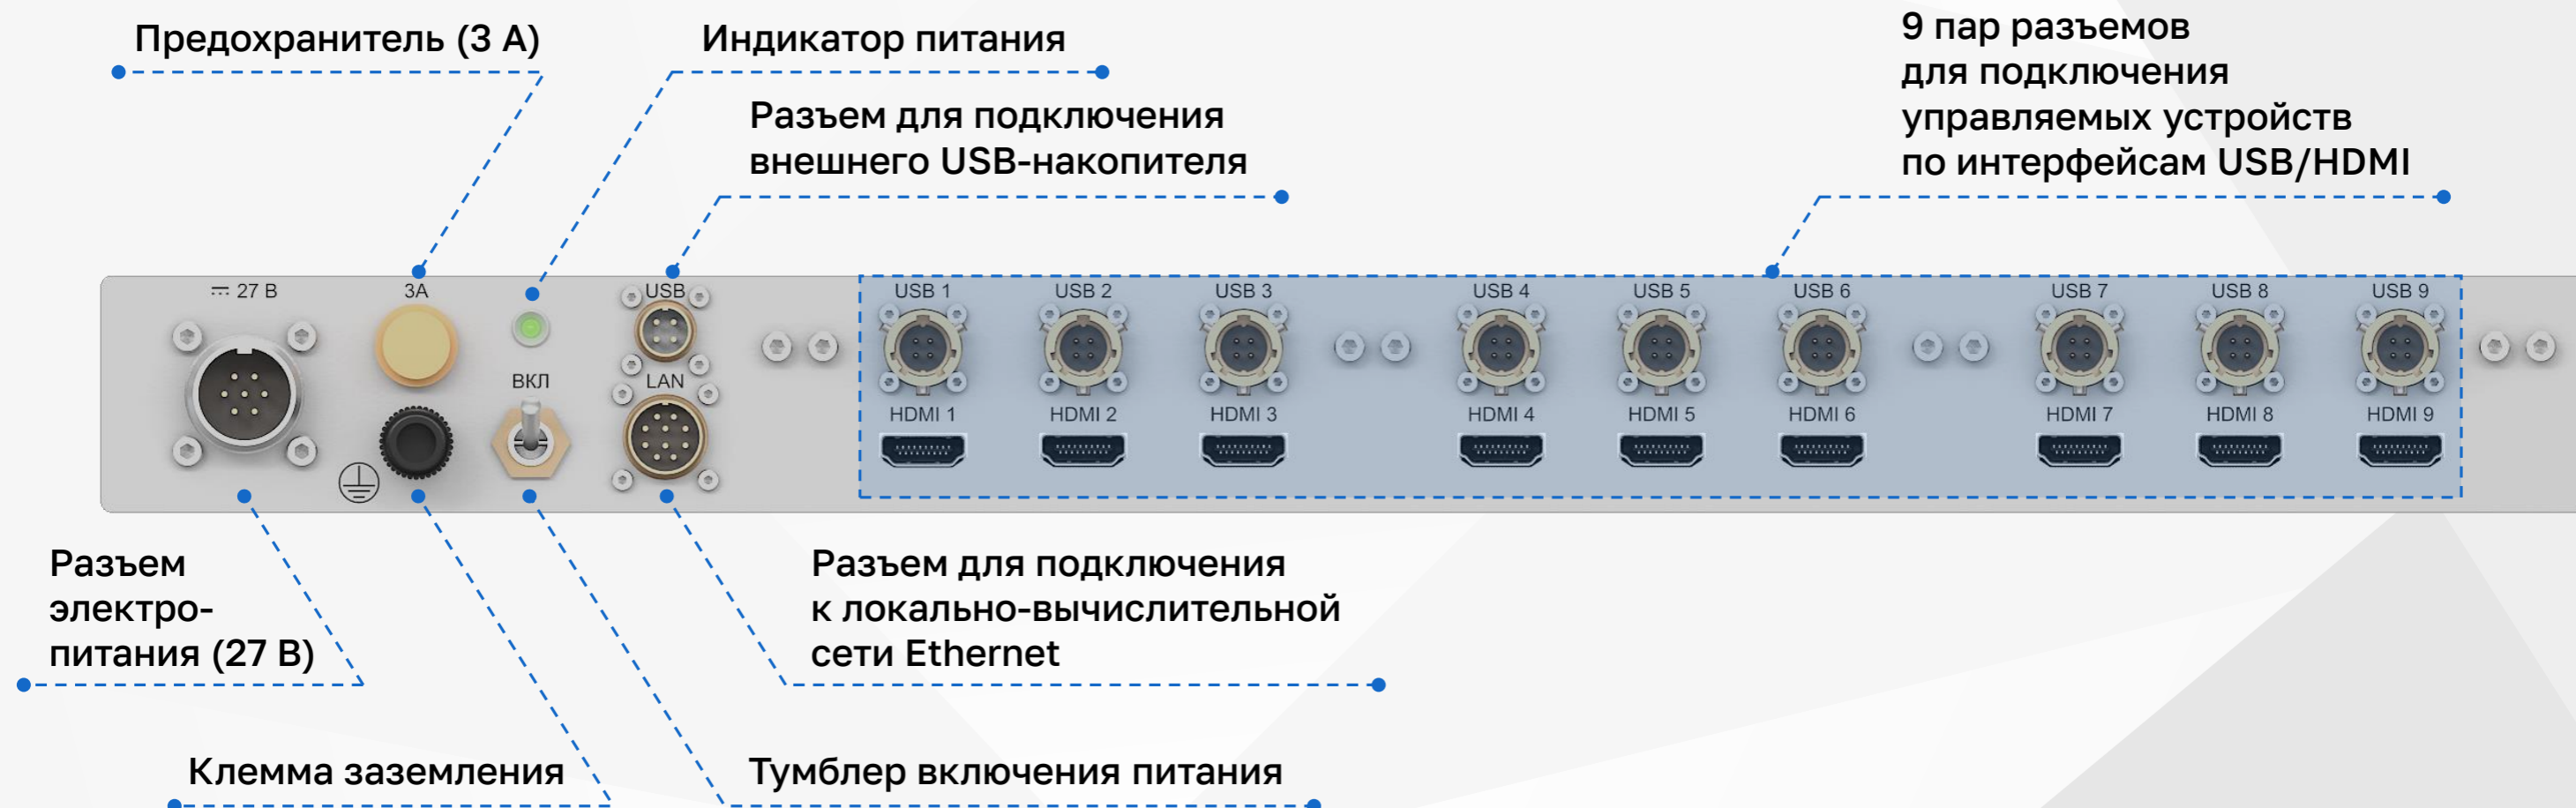 Предохранитель (3 А)
Индикатор питания
Разъем для подключения
внешнего USB-накопителя
9 пар разъемов
для подключения
управляемых устройств
по интерфейсам USB/HDMI
27 В
3А
USB
USB 1
USB 2
USB 3
USB 4
USB 5
USB 6
USB 7
USB 8
USB 9
ВКЛ
LAN
HDMI 1
HDMI 2
HDMI 3
HDMI 4
HDMI 5
HDMI 6
HDMI 7
HDMI 8
HDMI 9
Разъем
электро-
питания (27 В)
Разъем для подключения
к локально-вычислительной
сети Ethernet
Клемма заземления
Тумблер включения питания